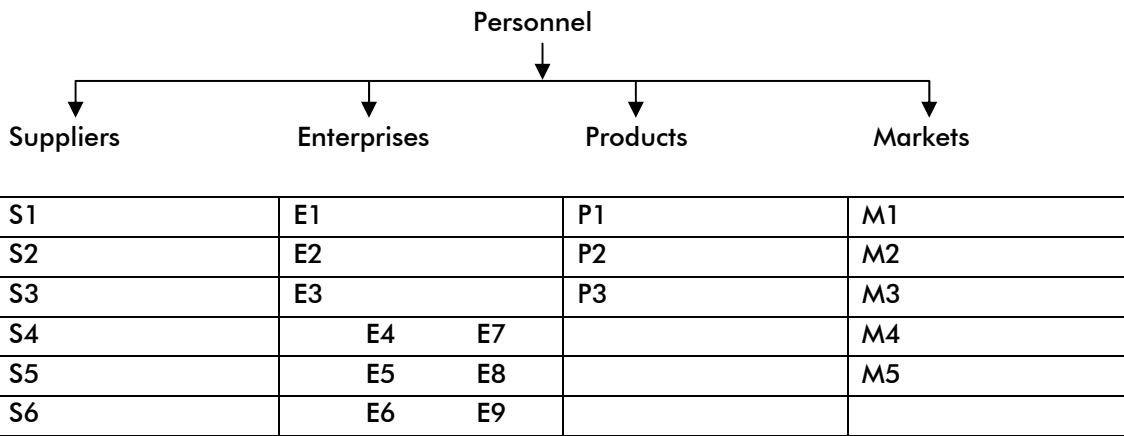 Personnel
Suppliers Enterprises Products Markets
S1 E1 P1 M1
S2 E2 P2 M2
S3 E3 P3 M3
S4 E4 E7 M4
S5 E5 E8 M5
S6 E6 E9